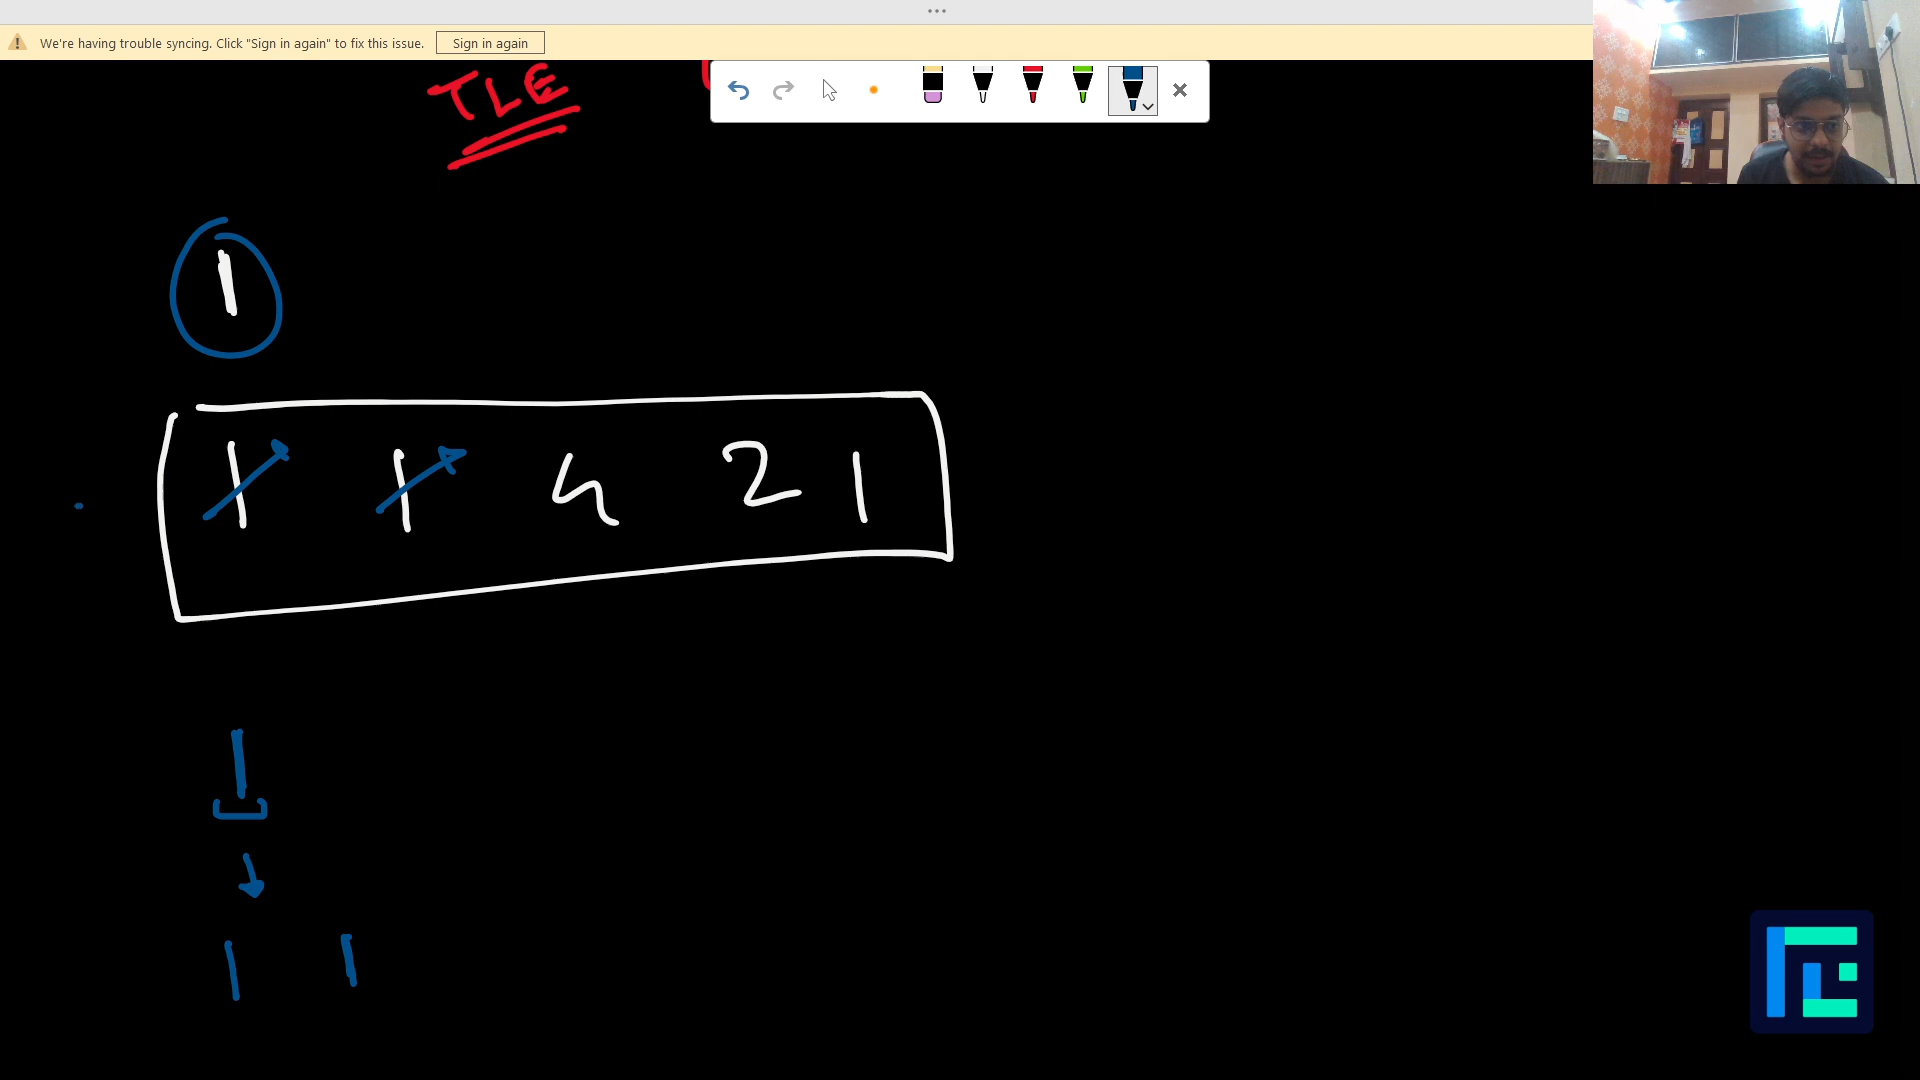 We're having trouble syncing. Click "Sign in again" to fix this issue. Sign in again
TLE
1
1 1 4 2 1
1
1 1